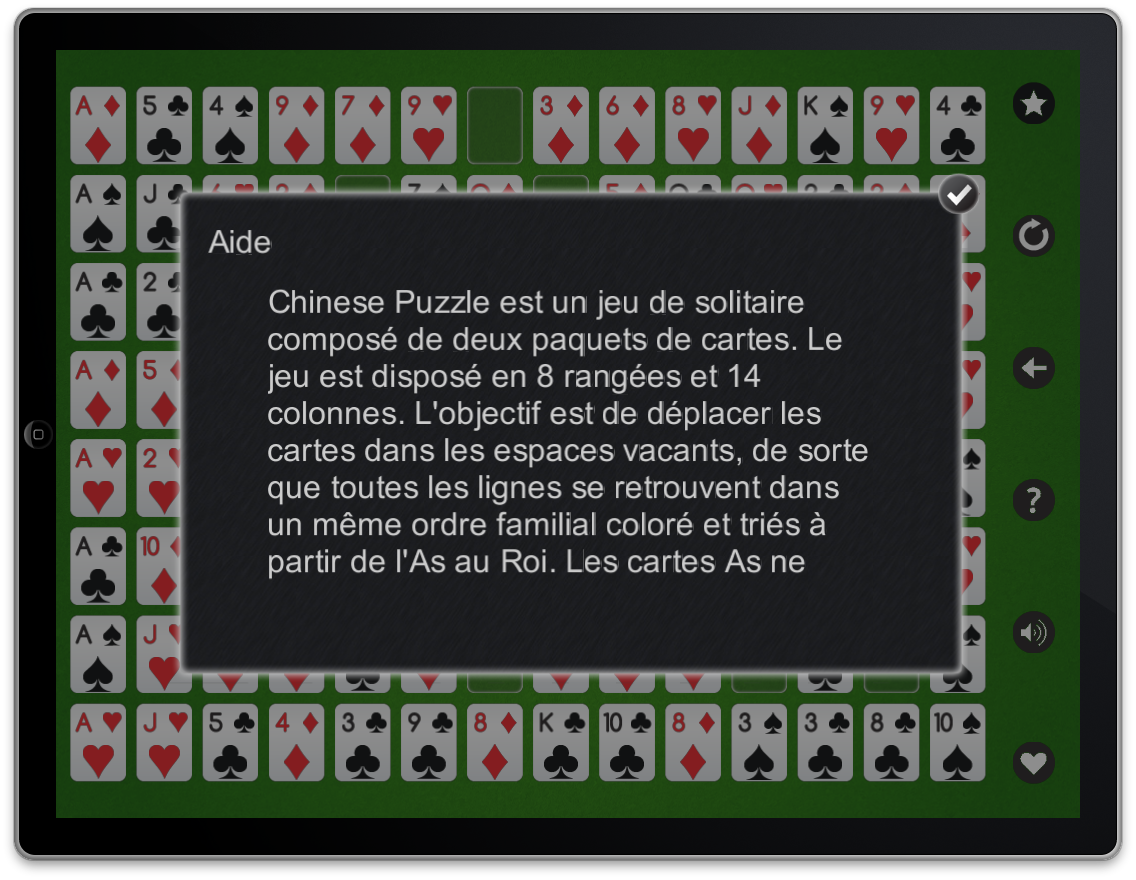 A 5 4 9 7 9 3 6 8 J K 9 4
A J
Aide
Chinese Puzzle est un jeu de solitaire
composé de deux paquets de cartes. Le
jeu est disposé en 8 rangées et 14
colonnes. L'objectif est de déplacer les
cartes dans les espaces vacants, de sorte
que toutes les lignes se retrouvent dans
un même ordre familial coloré et triés à
partir de l'As au Roi. Les cartes As ne
A 2
A 5
A 2
A 10
A J
A J 5 4 3 9 8 K 10 8 3 3 8 10
?